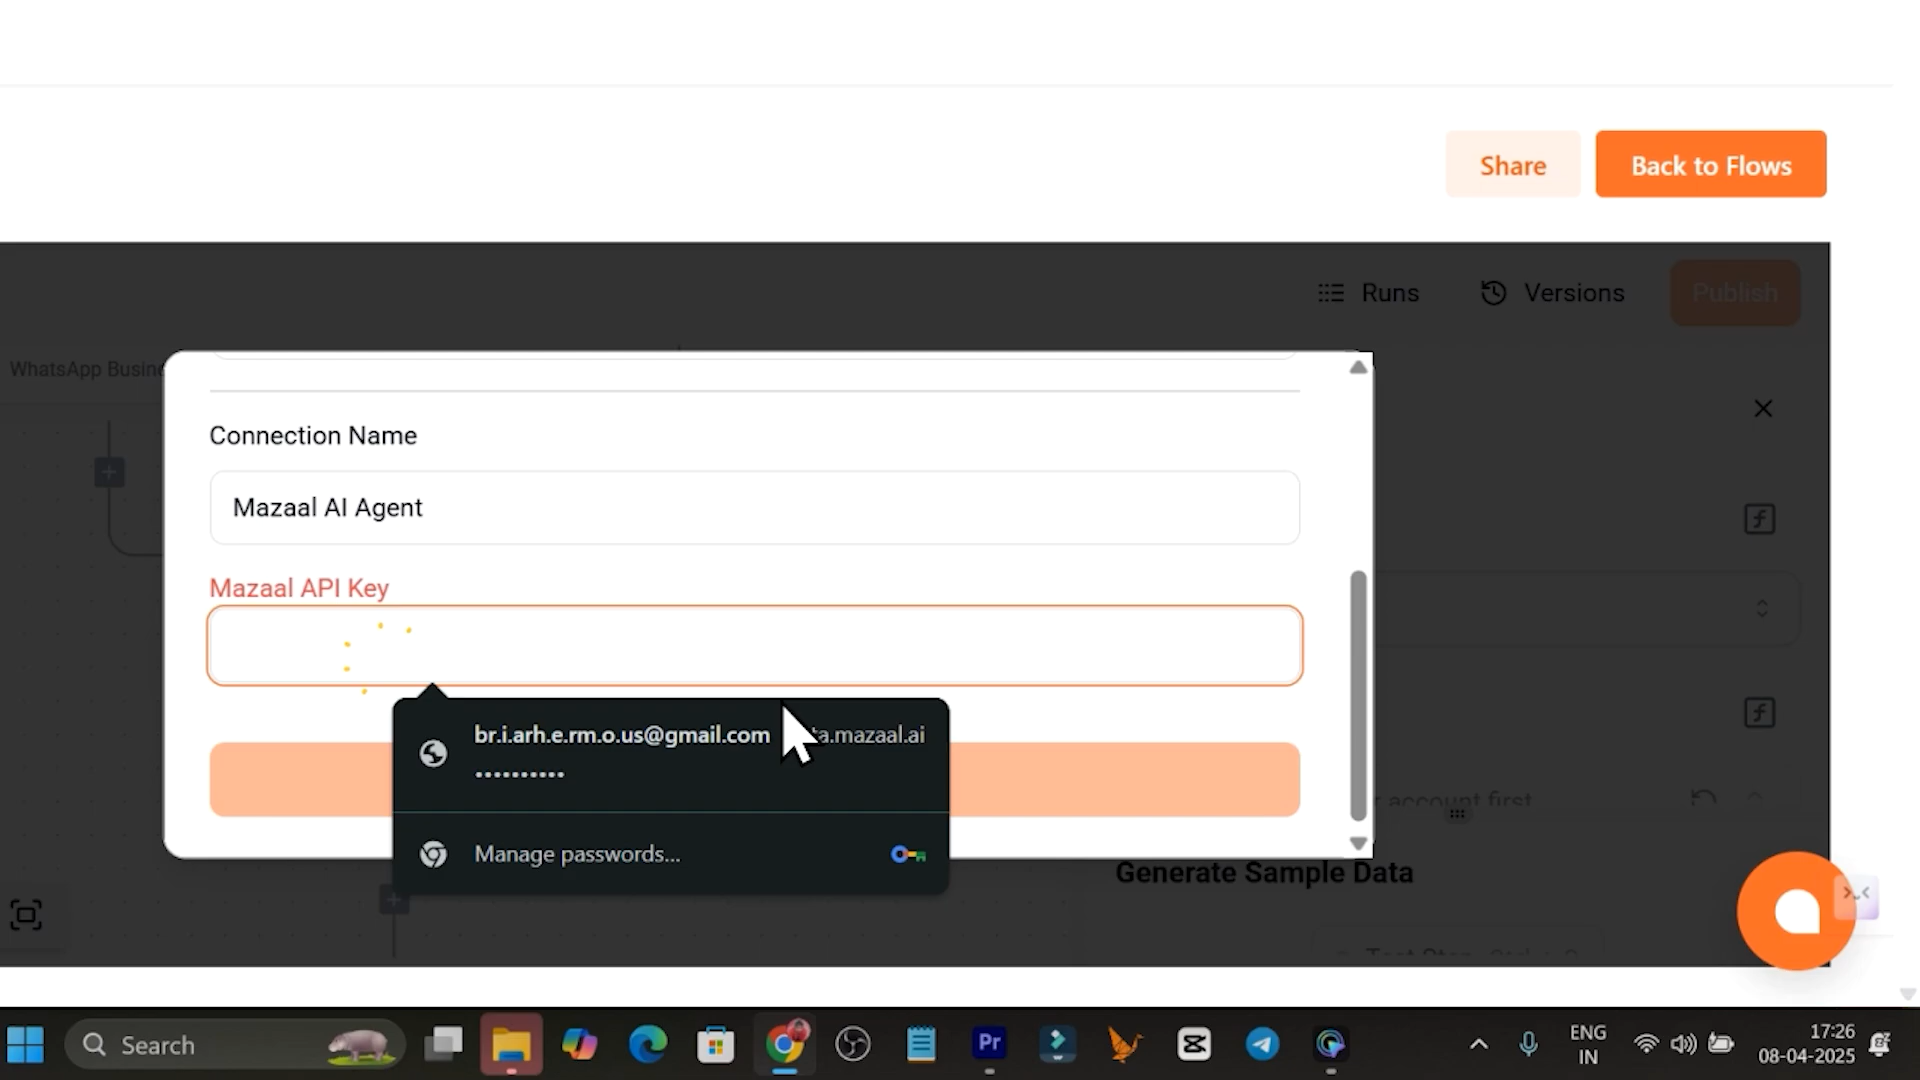 Share
Back to Flows
Runs
Versions
Publish
WhatsApp Busin
Connection Name
Mazaal AI Agent
Mazaal API Key
br.i.arh.e.rm.o.us@gmail.com
ta.mazaal.ai
••••••••••
Manage passwords...
account first
Generate Sample Data
Search
Pr
ENG
IN
17:26
08-04-2025